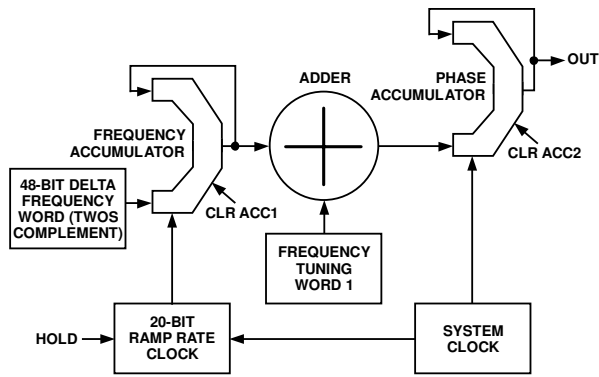 ADDER
PHASE
ACCUMULATOR
OUT
FREQUENCY
ACCUMULATOR
CLR ACC2
48-BIT DELTA
FREQUENCY
WORD (TWOS
COMPLEMENT)
CLR ACC1
FREQUENCY
TUNING
WORD 1
HOLD
20-BIT
RAMP RATE
CLOCK
SYSTEM
CLOCK